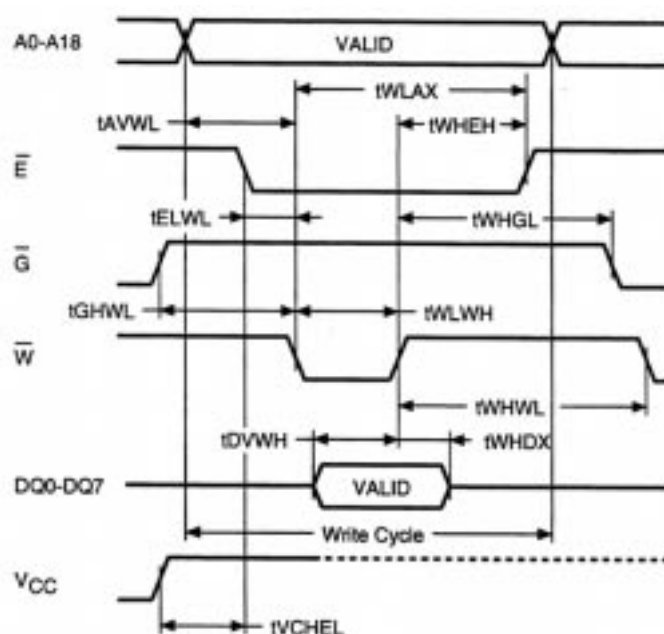 A0-A18 VALID
tWLAX
tAVWL tWHEH
E
tELWL tWHGL
G
tGHWL tWLWH
W
tWHWL
tDVWH tWHDX
DQ0-DQ7 VALID
Write Cycle
VCC
tVCHEL